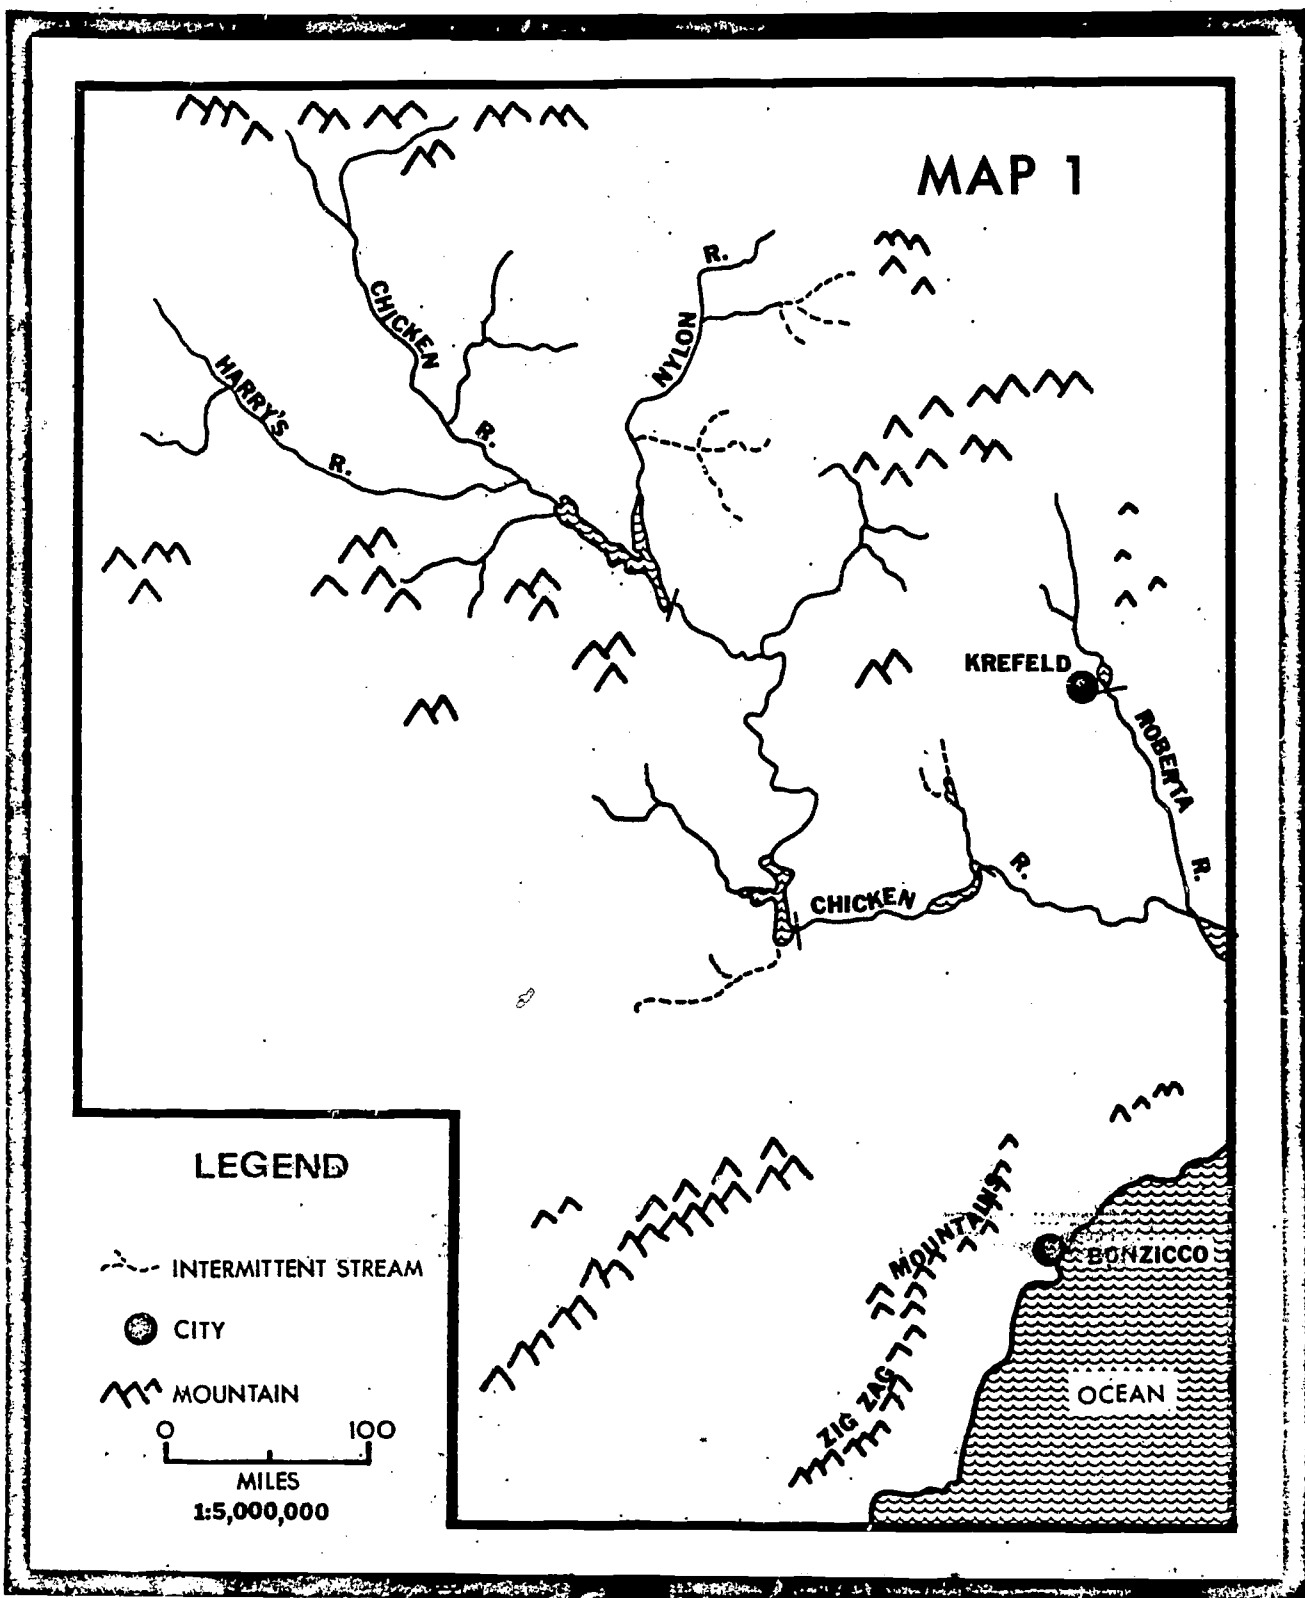 MAP 1
CHICKEN
R.
HARRY'S
R.
NYLON
R.
KREFELD
ROBERTA
R.
CHICKEN
R.
LEGEND
INTERMITTENT STREAM
CITY
MOUNTAIN
0 100
MILES
1:5,000,000
ZIG ZAG MOUNTAINS
BONZICCO
OCEAN